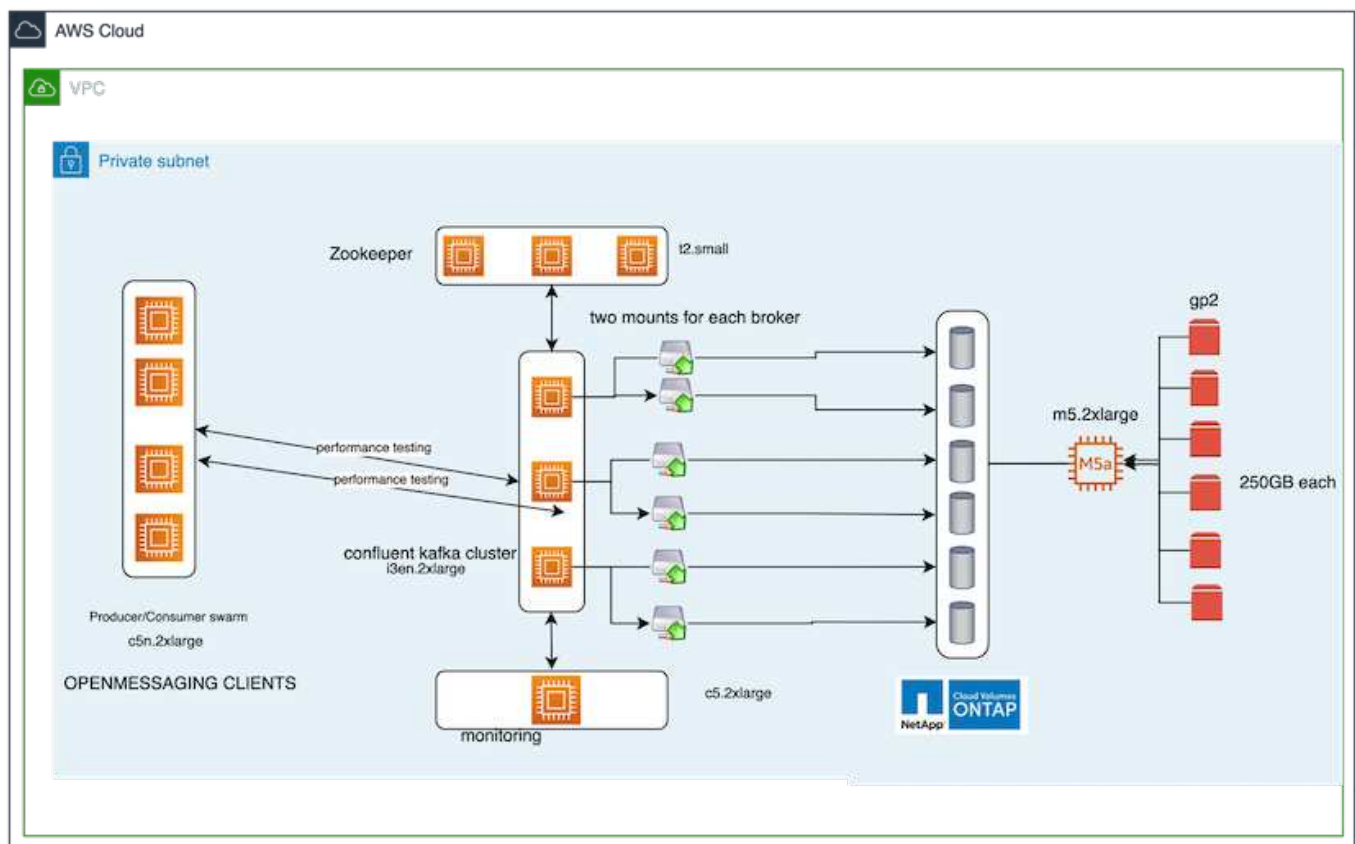 AWS Cloud
VPC
Private subnet
Zookeeper
t2.small
gp2
two mounts for each broker
m5.2xlarge
M5a
performance testing
performance testing
250GB each
confluent kafka cluster
i3en.2xlarge
Producer/Consumer swarm
c5n.2xlarge
OPENMESSAGING CLIENTS
c5.2xlarge
monitoring
NetApp
Cloud Volumes
ONTAP